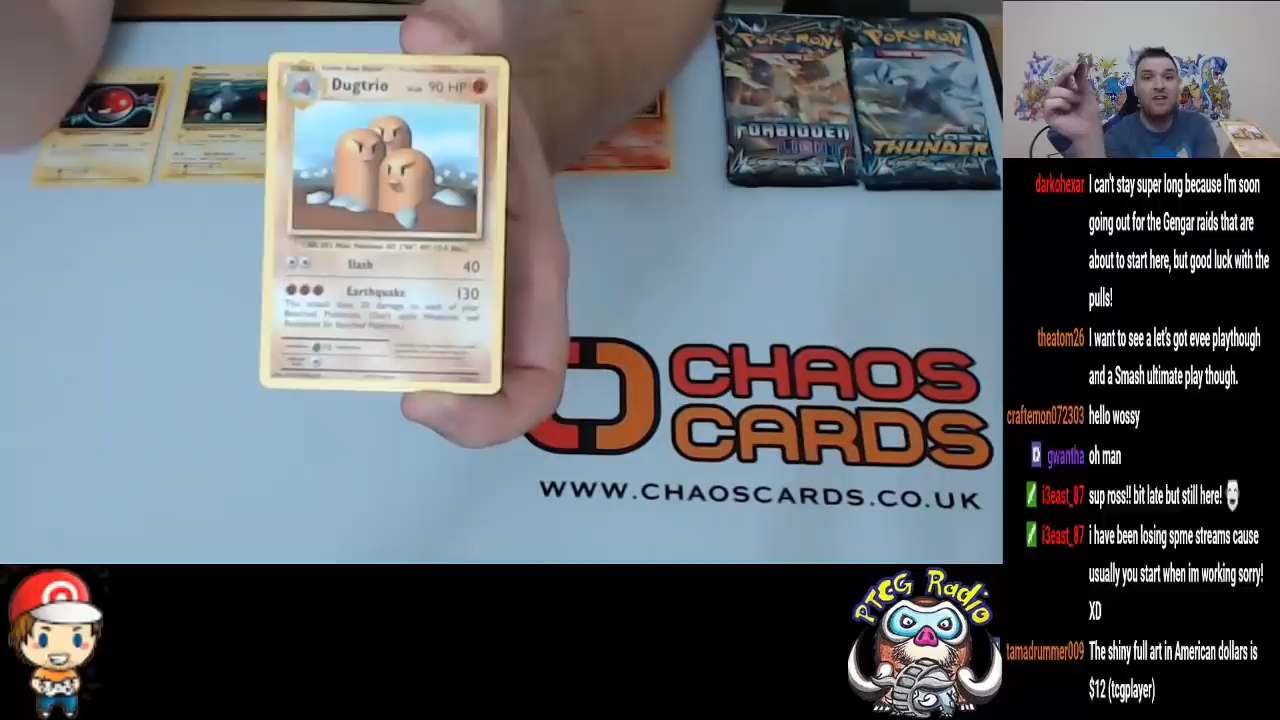 Dugtrio 90 HP
Slash 40
Earthquake 130
POKéMON
FORBIDDEN
LIGHT
POKéMON
LOST
THUNDER
CHAOS
CARDS
WWW.CHAOSCARDS.CO.UK
darkohexar I can't stay super long because I'm soon
going out for the Gengar raids that are
about to start here, but good luck with the
pulls!
theatom26 I want to see a let's got evee playthough
and a Smash ultimate play though.
craftemon072303 hello wossy
gwantha oh man
i3east_87 sup ross!! bit late but still here!
i3east_87 i have been losing spme streams cause
usually you start when im working sorry!
XD
tamadrummer009 The shiny full art in American dollars is
$12 (tcgplayer)
PTCG Radio